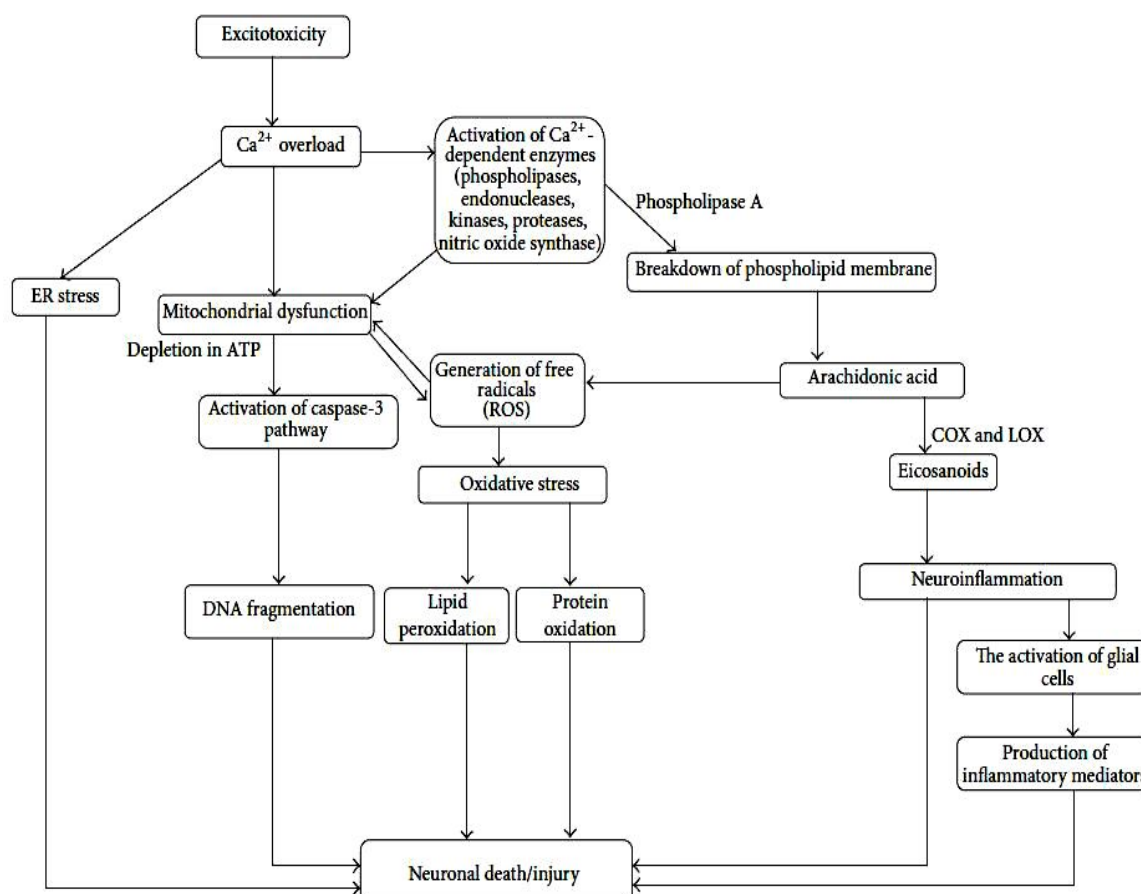 Excitotoxicity
Ca²⁺ overload
Activation of Ca²⁺-
dependent enzymes
(phospholipases,
endonucleases,
kinases, proteases,
nitric oxide synthase)
Phospholipase A
Breakdown of phospholipid membrane
ER stress
Mitochondrial dysfunction
Depletion in ATP
Generation of free
radicals
(ROS)
Arachidonic acid
Activation of caspase-3
pathway
COX and LOX
Eicosanoids
Oxidative stress
Neuroinflammation
DNA fragmentation
Lipid
peroxidation
Protein
oxidation
The activation of glial
cells
Production of
inflammatory mediators
Neuronal death/injury